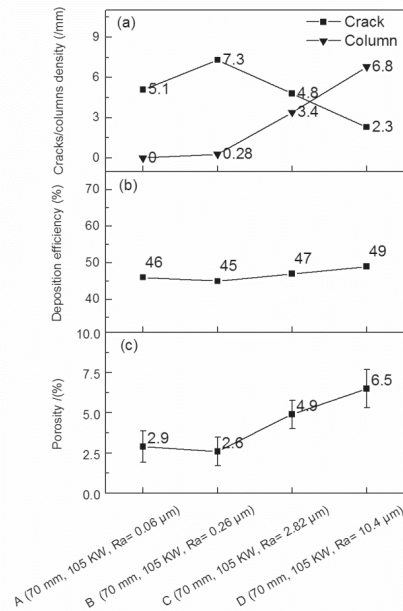 (a)
Crack
Column
Cracks/columns density (/mm)
9
6
3
0
5.1
7.3
4.8
2.3
0
0.28
3.4
6.8
(b)
Deposition efficiency (%)
70
60
50
40
46
45
47
49
(c)
Porosity /(%)
10.0
7.5
5.0
2.5
0.0
2.9
2.6
4.9
6.5
A (70 mm, 105 KW, Ra= 0.06 µm)
B (70 mm, 105 KW, Ra= 0.26 µm)
C (70 mm, 105 KW, Ra= 2.82 µm)
D (70 mm, 105 KW, Ra= 10.4 µm)